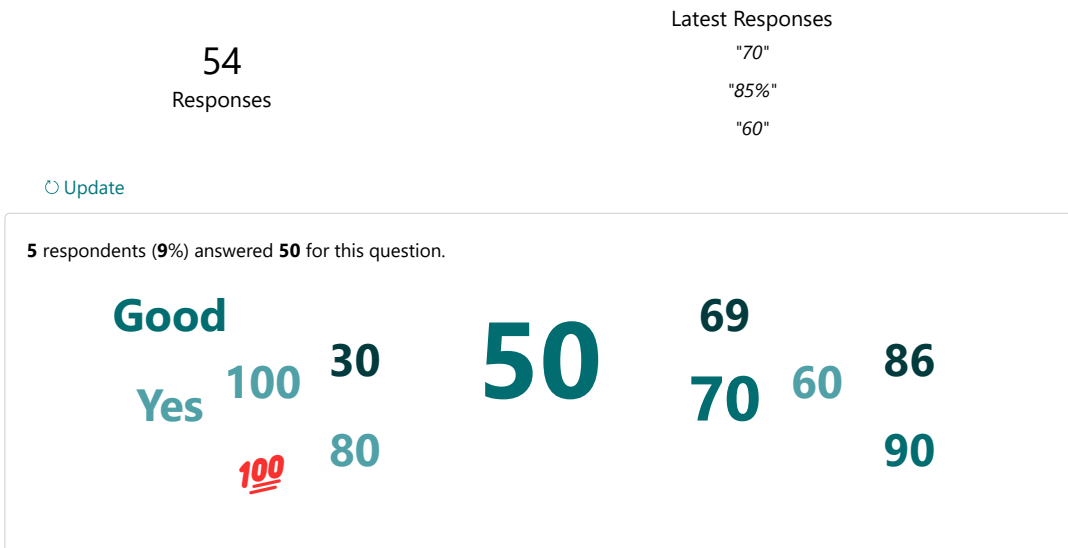 54
Responses
Latest Responses
"70"
"85%"
"60"
Update
5 respondents (9%) answered 50 for this question.
Good
Yes
100
30
80
💯
50
69
70
60
86
90